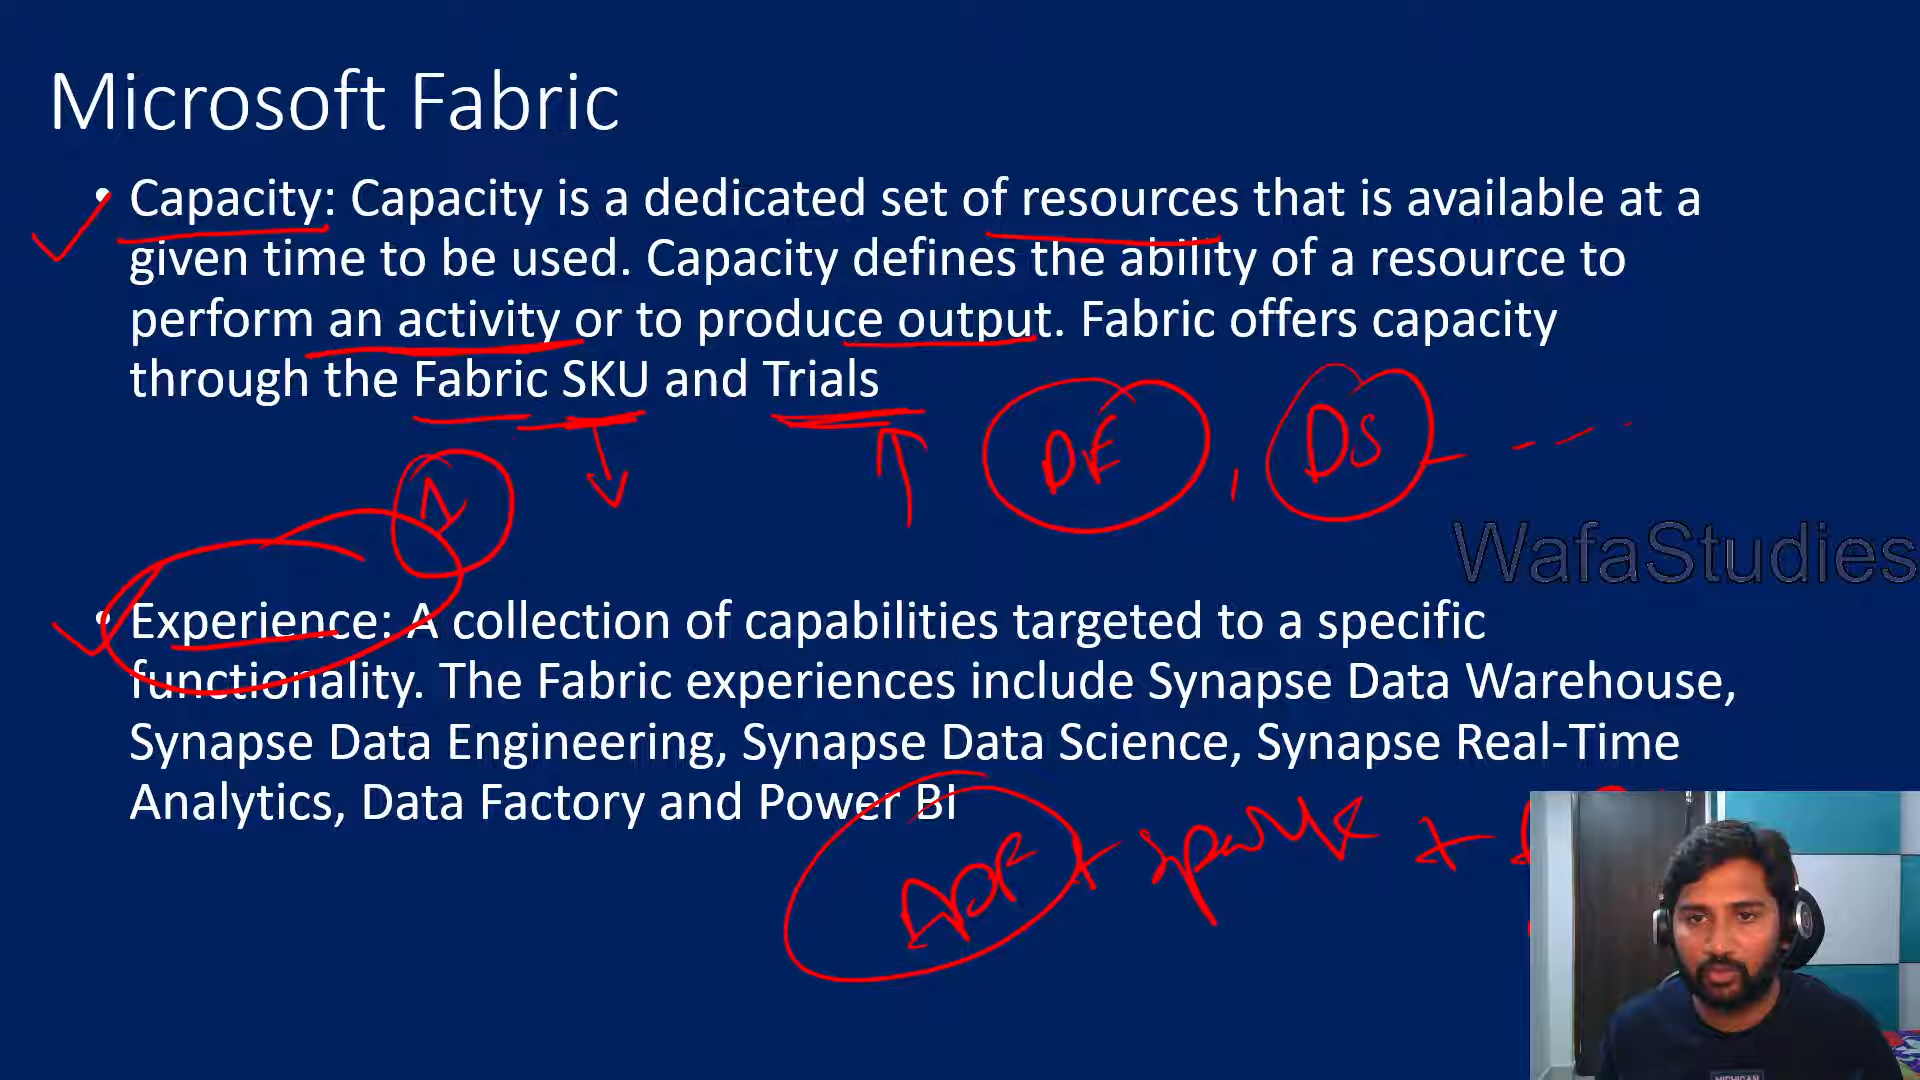 Microsoft Fabric
• Capacity: Capacity is a dedicated set of resources that is available at a
given time to be used. Capacity defines the ability of a resource to
perform an activity or to produce output. Fabric offers capacity
through the Fabric SKU and Trials
DE, DS - - - -
WafaStudies
• Experience: A collection of capabilities targeted to a specific
functionality. The Fabric experiences include Synapse Data Warehouse,
Synapse Data Engineering, Synapse Data Science, Synapse Real-Time
Analytics, Data Factory and Power BI
ADF + spark +
MICHIGAN